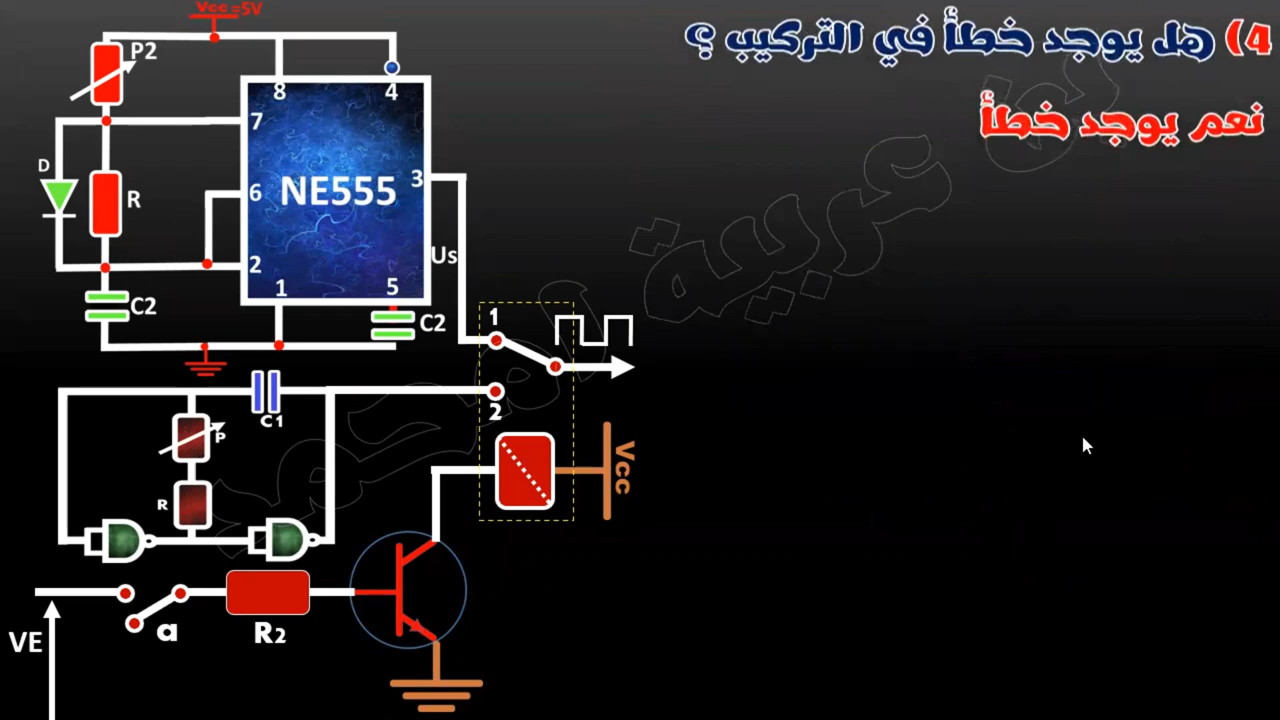 Vcc =5V
4) هل يوجد خطأ في التركيب ؟
نعم يوجد خطأ
P2
8
4
7
D
R
6
NE555
3
2
Us
1
5
C2
C2
1
2
C1
P
R
Vcc
VE
a
R2